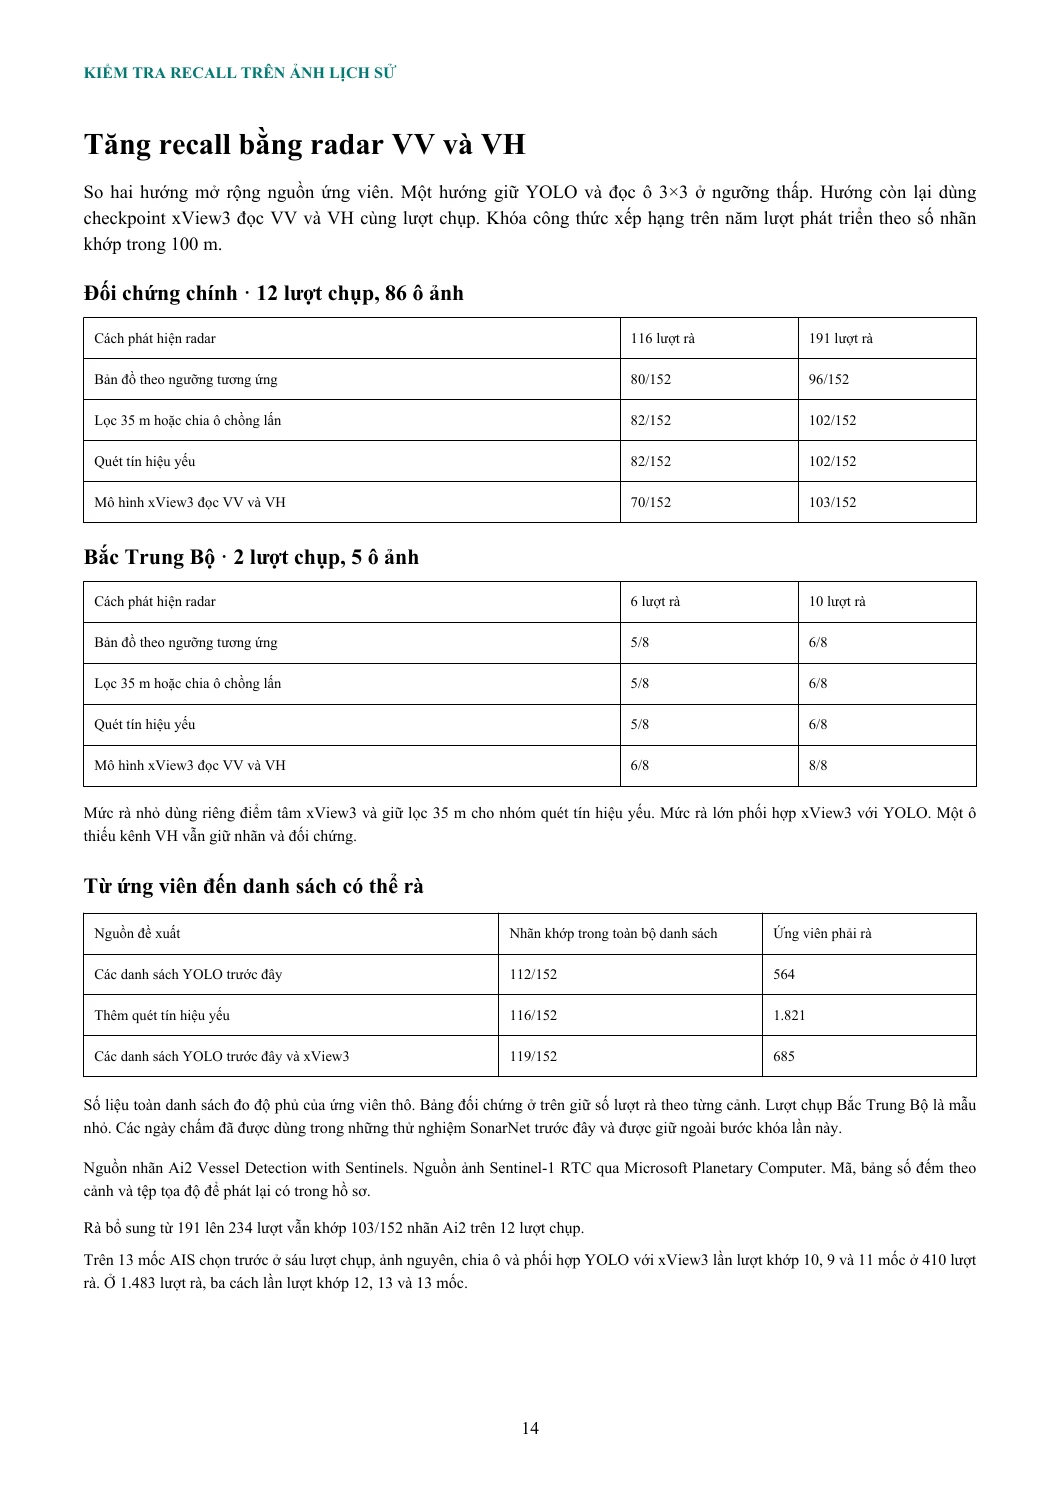 KIỂM TRA RECALL TRÊN ẢNH LỊCH SỬ
Tăng recall bằng radar VV và VH
So hai hướng mở rộng nguồn ứng viên. Một hướng giữ YOLO và đọc ô 3×3 ở ngưỡng thấp. Hướng còn lại dùng
checkpoint xView3 đọc VV và VH cùng lượt chụp. Khóa công thức xếp hạng trên năm lượt phát triển theo số nhãn
khớp trong 100 m.
Đối chứng chính · 12 lượt chụp, 86 ô ảnh
Cách phát hiện radar 116 lượt rà 191 lượt rà
Bản đồ theo ngưỡng tương ứng 80/152 96/152
Lọc 35 m hoặc chia ô chồng lấn 82/152 102/152
Quét tín hiệu yếu 82/152 102/152
Mô hình xView3 đọc VV và VH 70/152 103/152
Bắc Trung Bộ · 2 lượt chụp, 5 ô ảnh
Cách phát hiện radar 6 lượt rà 10 lượt rà
Bản đồ theo ngưỡng tương ứng 5/8 6/8
Lọc 35 m hoặc chia ô chồng lấn 5/8 6/8
Quét tín hiệu yếu 5/8 6/8
Mô hình xView3 đọc VV và VH 6/8 8/8
Mức rà nhỏ dùng riêng điểm tâm xView3 và giữ lọc 35 m cho nhóm quét tín hiệu yếu. Mức rà lớn phối hợp xView3 với YOLO. Một ô
thiếu kênh VH vẫn giữ nhãn và đối chứng.
Từ ứng viên đến danh sách có thể rà
Nguồn đề xuất Nhãn khớp trong toàn bộ danh sách Ứng viên phải rà
Các danh sách YOLO trước đây 112/152 564
Thêm quét tín hiệu yếu 116/152 1.821
Các danh sách YOLO trước đây và xView3 119/152 685
Số liệu toàn danh sách đo độ phủ của ứng viên thô. Bảng đối chứng ở trên giữ số lượt rà theo từng cảnh. Lượt chụp Bắc Trung Bộ là mẫu
nhỏ. Các ngày chấm đã được dùng trong những thử nghiệm SonarNet trước đây và được giữ ngoài bước khóa lần này.
Nguồn nhãn Ai2 Vessel Detection with Sentinels. Nguồn ảnh Sentinel-1 RTC qua Microsoft Planetary Computer. Mã, bảng số đếm theo
cảnh và tệp tọa độ để phát lại có trong hồ sơ.
Rà bổ sung từ 191 lên 234 lượt vẫn khớp 103/152 nhãn Ai2 trên 12 lượt chụp.
Trên 13 mốc AIS chọn trước ở sáu lượt chụp, ảnh nguyên, chia ô và phối hợp YOLO với xView3 lần lượt khớp 10, 9 và 11 mốc ở 410 lượt
rà. Ở 1.483 lượt rà, ba cách lần lượt khớp 12, 13 và 13 mốc.
14